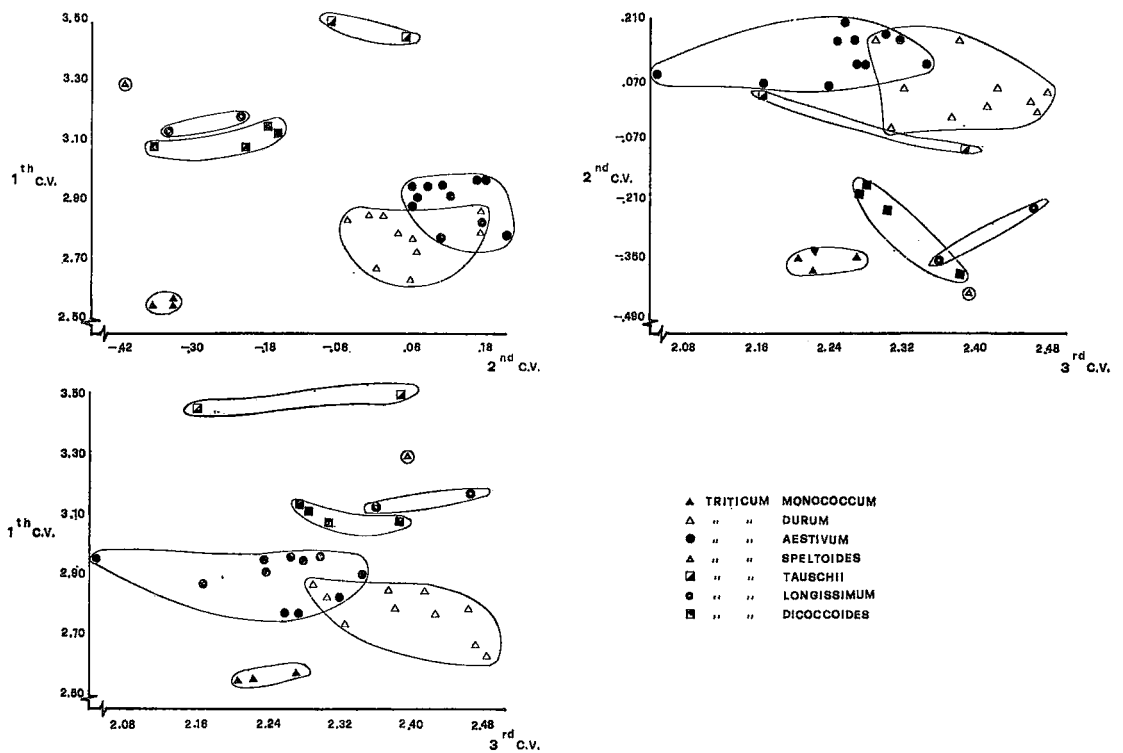 3,50
3.30
3.10
1th C.V.
2.90
2.70
2.50
-.42 -.30 -.18 -.06 .06 .18
2nd C.V.
.210
.070
-.070
2nd C.V.
-.210
-.350
-.490
2.08 2.16 2.24 2.32 2.40 2.48
3rd C.V.
3.50
3.30
3.10
1th C.V.
2.90
2.70
2.50
2.08 2.16 2.24 2.32 2.40 2.48
3rd C.V.
TRITICUM MONOCOCCUM
" " DURUM
" " AESTIVUM
" " SPELTOIDES
" " TAUSCHII
" " LONGISSIMUM
" " DICOCCOIDES